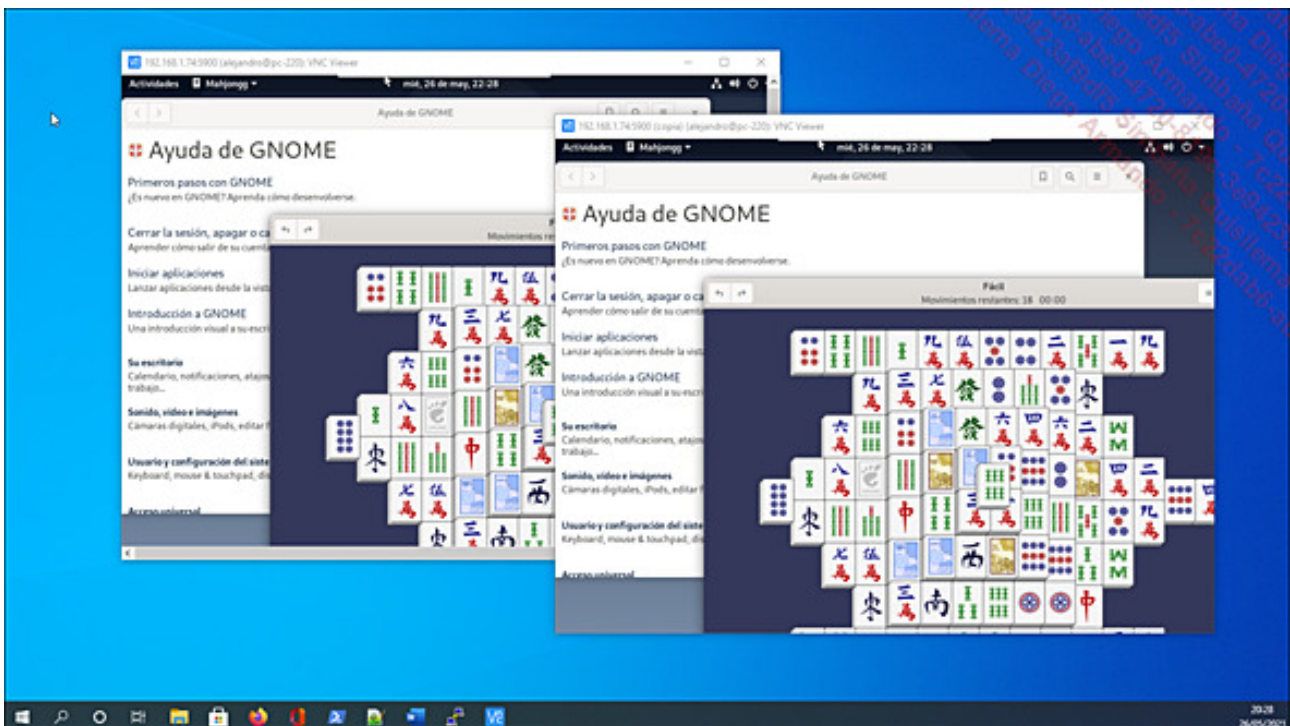 192.168.1.74:5900 (alejandro@pc-220): VNC Viewer
Actividades Mahjongg mié, 26 de may, 22:28
Ayuda de GNOME
Ayuda de GNOME
Primeros pasos con GNOME
¿Es nuevo en GNOME? Aprenda cómo desenvolverse.
Cerrar la sesión, apagar o ca
Aprender cómo salir de su cuenta
Iniciar aplicaciones
Lanzar aplicaciones desde la vist
Introducción a GNOME
Una introducción visual a su escri
Su escritorio
Calendario, notificaciones, atajos
trabajo...
Sonido, vídeo e imágenes
Cámaras digitales, iPods, editar f
Usuario y configuración del siste
Keyboard, mouse & touchpad, dis
Acceso universal
F
Movimientos re
192.168.1.74:5900 (copia) (alejandro@pc-220): VNC Viewer
Actividades Mahjongg mié, 26 de may, 22:28
Ayuda de GNOME
Ayuda de GNOME
Primeros pasos con GNOME
¿Es nuevo en GNOME? Aprenda cómo desenvolverse.
Cerrar la sesión, apagar o ca
Aprender cómo salir de su cuenta
Iniciar aplicaciones
Lanzar aplicaciones desde la vist
Introducción a GNOME
Una introducción visual a su escri
Su escritorio
Calendario, notificaciones, atajos
trabajo...
Sonido, vídeo e imágenes
Cámaras digitales, iPods, editar f
Usuario y configuración del siste
Keyboard, mouse & touchpad, dis
Acceso universal
Fácil
Movimientos restantes: 18 00:00
20:28
26/05/2021